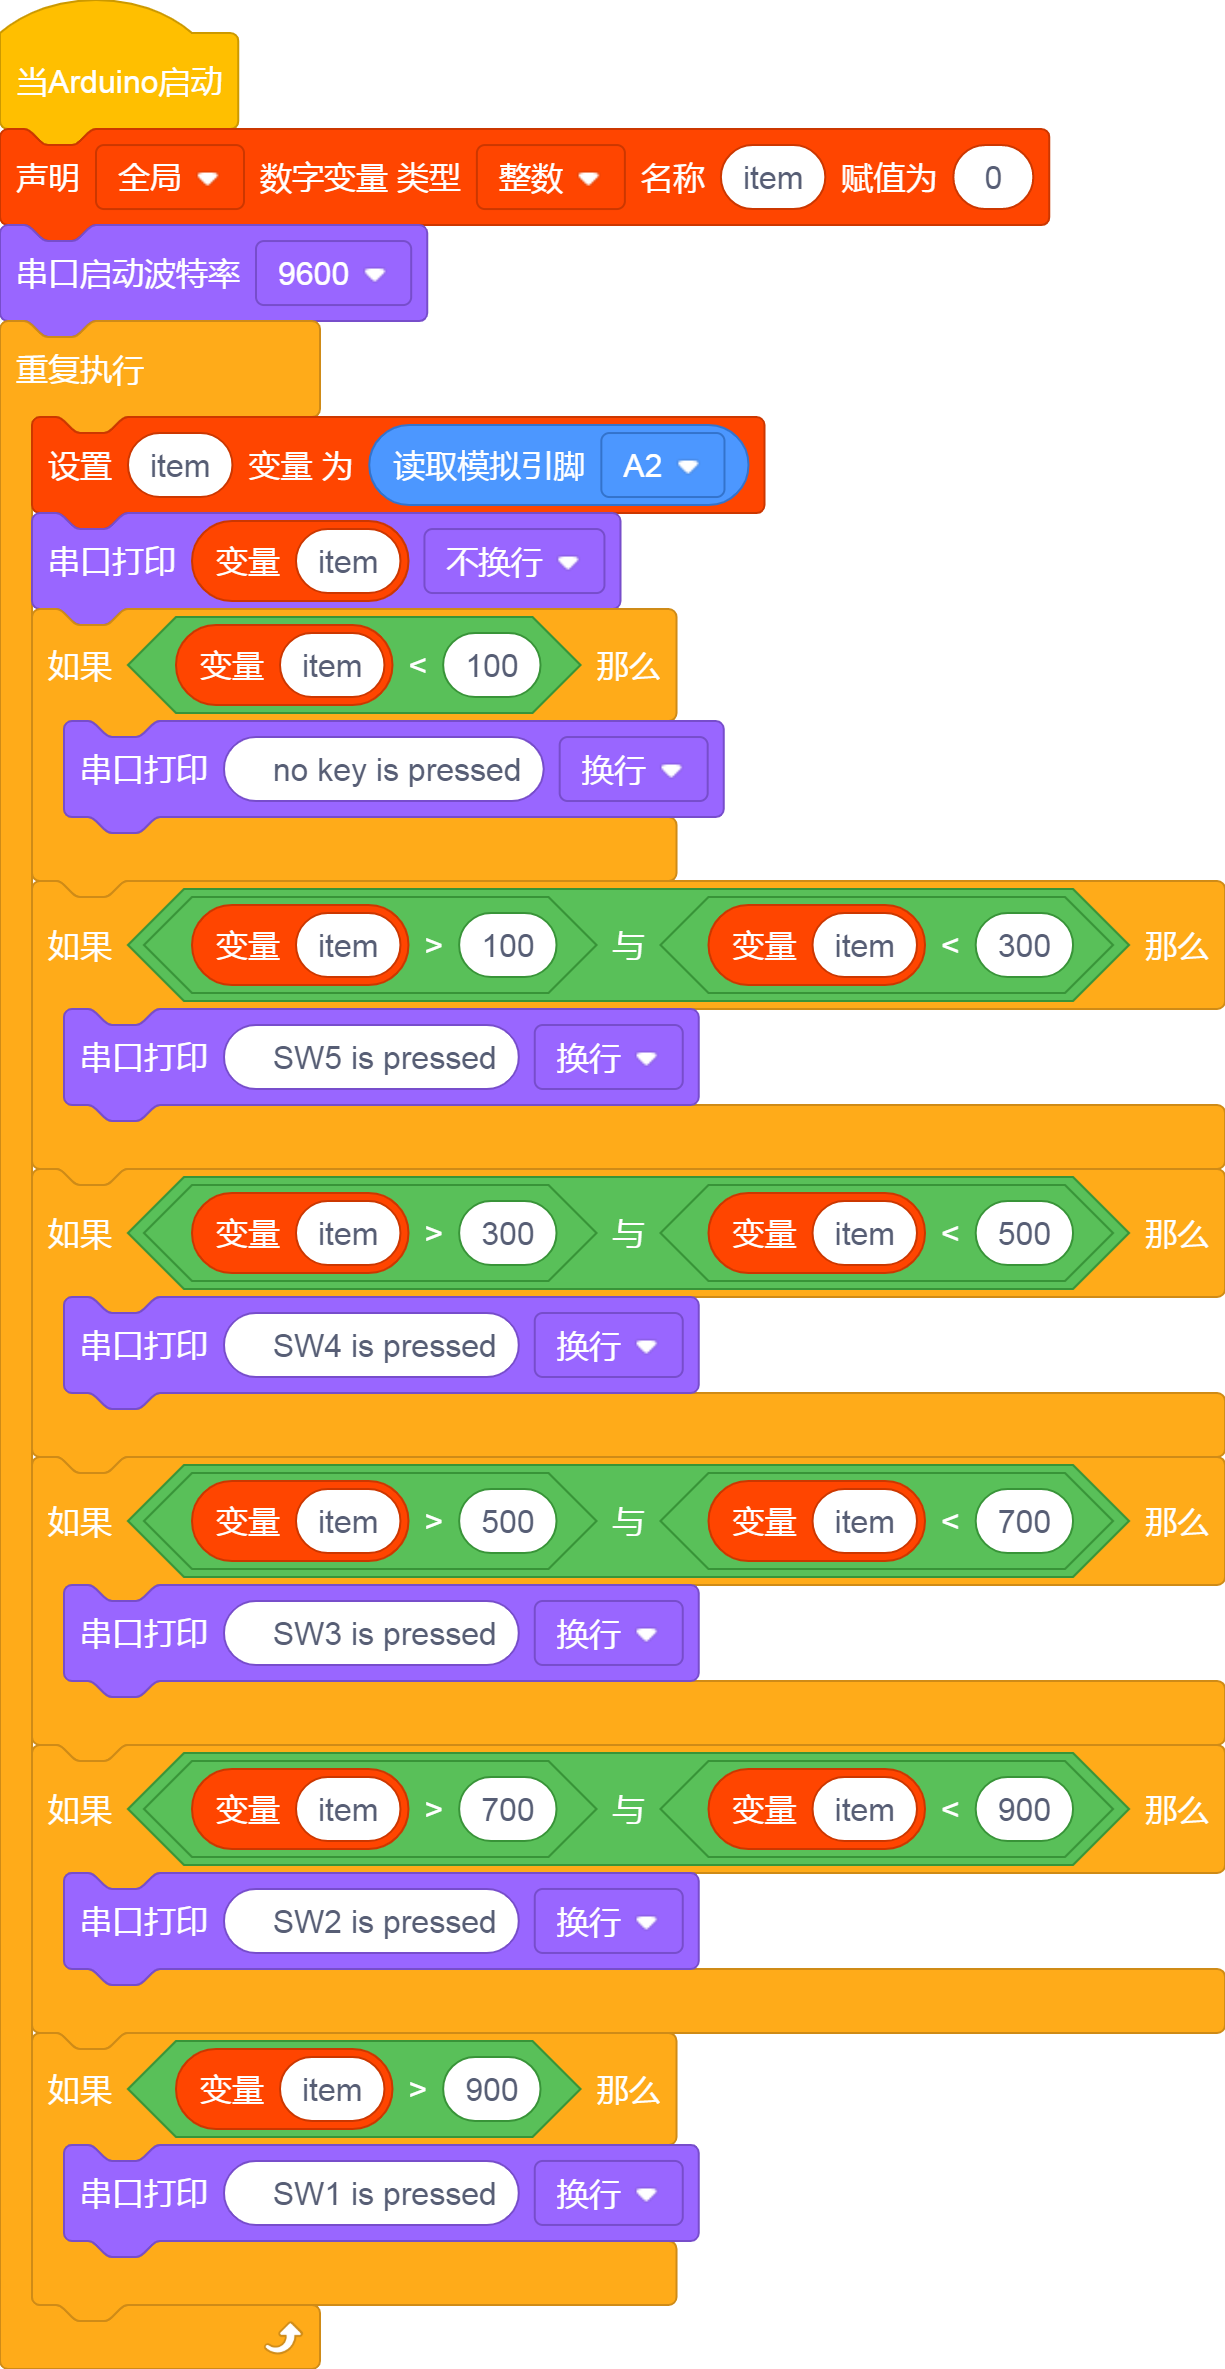 当Arduino启动
声明 全局 数字变量 类型 整数 名称 item 赋值为 0
串口启动波特率 9600
重复执行
设置 item 变量 为 读取模拟引脚 A2
串口打印 变量 item 不换行
如果 变量 item < 100 那么
串口打印 no key is pressed 换行
如果 变量 item > 100 与 变量 item < 300 那么
串口打印 SW5 is pressed 换行
如果 变量 item > 300 与 变量 item < 500 那么
串口打印 SW4 is pressed 换行
如果 变量 item > 500 与 变量 item < 700 那么
串口打印 SW3 is pressed 换行
如果 变量 item > 700 与 变量 item < 900 那么
串口打印 SW2 is pressed 换行
如果 变量 item > 900 那么
串口打印 SW1 is pressed 换行